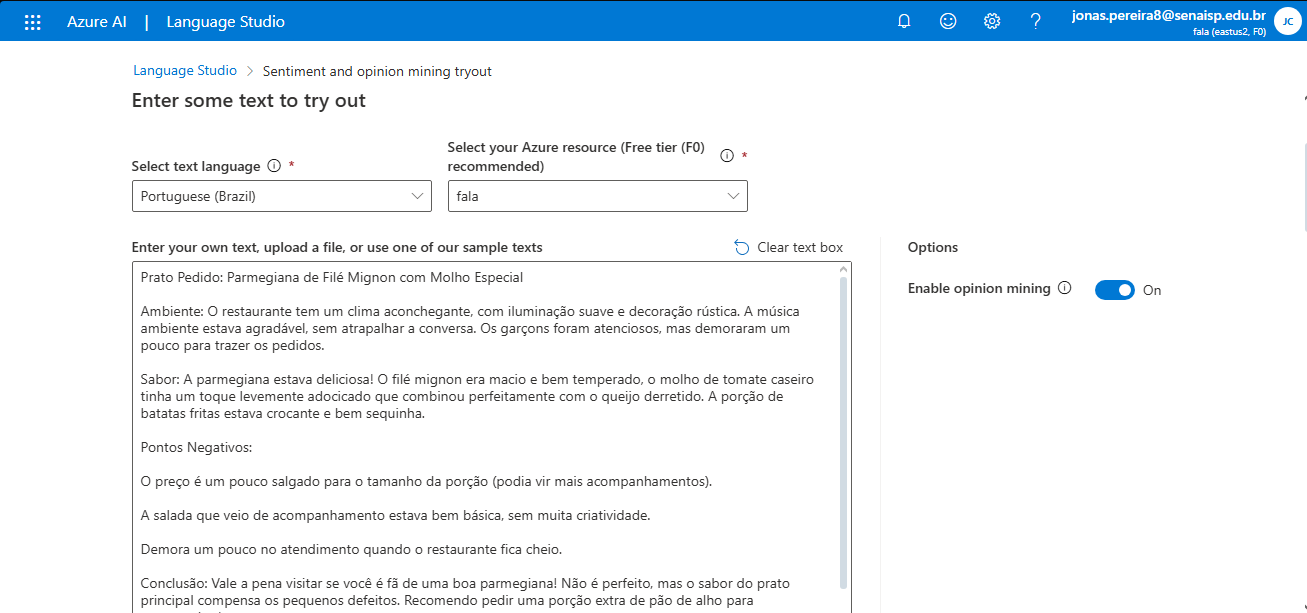 Azure AI | Language Studio
jonas.pereira8@senaisp.edu.br
fala (eastus2, F0)
JC
Language Studio > Sentiment and opinion mining tryout
Enter some text to try out
Select text language *
Select your Azure resource (Free tier (F0)
recommended) *
Portuguese (Brazil)
fala
Enter your own text, upload a file, or use one of our sample texts
Clear text box
Options
Enable opinion mining
On
Prato Pedido: Parmegiana de Filé Mignon com Molho Especial
Ambiente: O restaurante tem um clima aconchegante, com iluminação suave e decoração rústica. A música
ambiente estava agradável, sem atrapalhar a conversa. Os garçons foram atenciosos, mas demoraram um
pouco para trazer os pedidos.
Sabor: A parmegiana estava deliciosa! O filé mignon era macio e bem temperado, o molho de tomate caseiro
tinha um toque levemente adocicado que combinou perfeitamente com o queijo derretido. A porção de
batatas fritas estava crocante e bem sequinha.
Pontos Negativos:
O preço é um pouco salgado para o tamanho da porção (podia vir mais acompanhamentos).
A salada que veio de acompanhamento estava bem básica, sem muita criatividade.
Demora um pouco no atendimento quando o restaurante fica cheio.
Conclusão: Vale a pena visitar se você é fã de uma boa parmegiana! Não é perfeito, mas o sabor do prato
principal compensa os pequenos defeitos. Recomendo pedir uma porção extra de pão de alho para